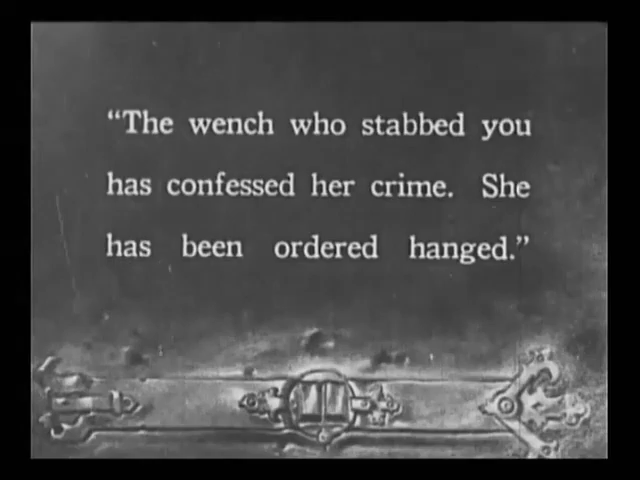 “The wench who stabbed you
has confessed her crime. She
has been ordered hanged.”